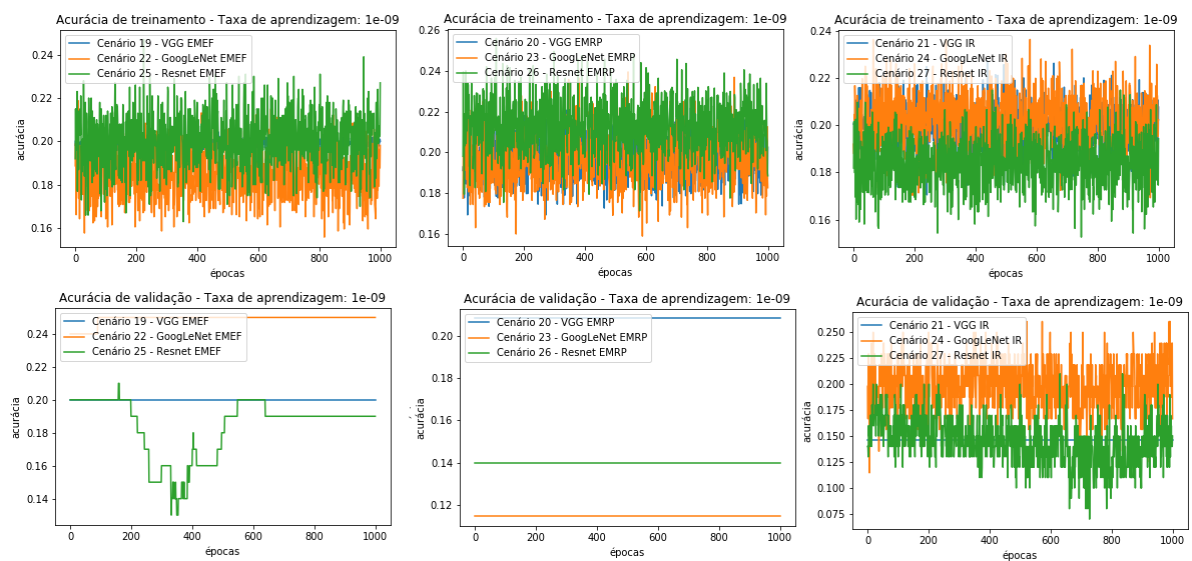 Acurácia de treinamento - Taxa de aprendizagem: 1e-09
Cenário 19 - VGG EMEF
Cenário 22 - GoogLeNet EMEF
Cenário 25 - Resnet EMEF
0.24
0.22
0.20
0.18
0.16
acurácia
0
200
400
600
800
1000
épocas
Acurácia de treinamento - Taxa de aprendizagem: 1e-09
Cenário 20 - VGG EMRP
Cenário 23 - GoogLeNet EMRP
Cenário 26 - Resnet EMRP
0.26
0.24
0.22
0.20
0.18
0.16
acurácia
0
200
400
600
800
1000
épocas
Acurácia de treinamento - Taxa de aprendizagem: 1e-09
Cenário 21 - VGG IR
Cenário 24 - GoogLeNet IR
Cenário 27 - Resnet IR
0.24
0.22
0.20
0.18
0.16
acurácia
0
200
400
600
800
1000
épocas
Acurácia de validação - Taxa de aprendizagem: 1e-09
Cenário 19 - VGG EMEF
Cenário 22 - GoogLeNet EMEF
Cenário 25 - Resnet EMEF
0.24
0.22
0.20
0.18
0.16
0.14
acurácia
0
200
400
600
800
1000
épocas
Acurácia de validação - Taxa de aprendizagem: 1e-09
Cenário 20 - VGG EMRP
Cenário 23 - GoogLeNet EMRP
Cenário 26 - Resnet EMRP
0.20
0.18
0.16
0.14
0.12
acurácia
0
200
400
600
800
1000
épocas
Acurácia de validação - Taxa de aprendizagem: 1e-09
Cenário 21 - VGG IR
Cenário 24 - GoogLeNet IR
Cenário 27 - Resnet IR
0.250
0.225
0.200
0.175
0.150
0.125
0.100
0.075
acurácia
0
200
400
600
800
1000
épocas